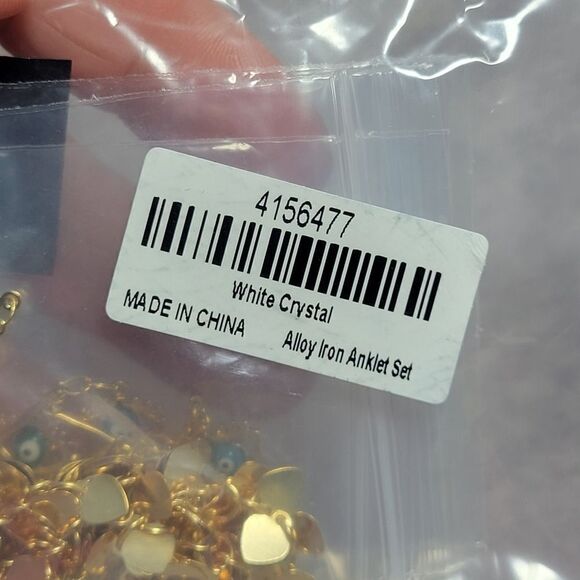 4156477
White Crystal
MADE IN CHINA
Alloy Iron Anklet Set